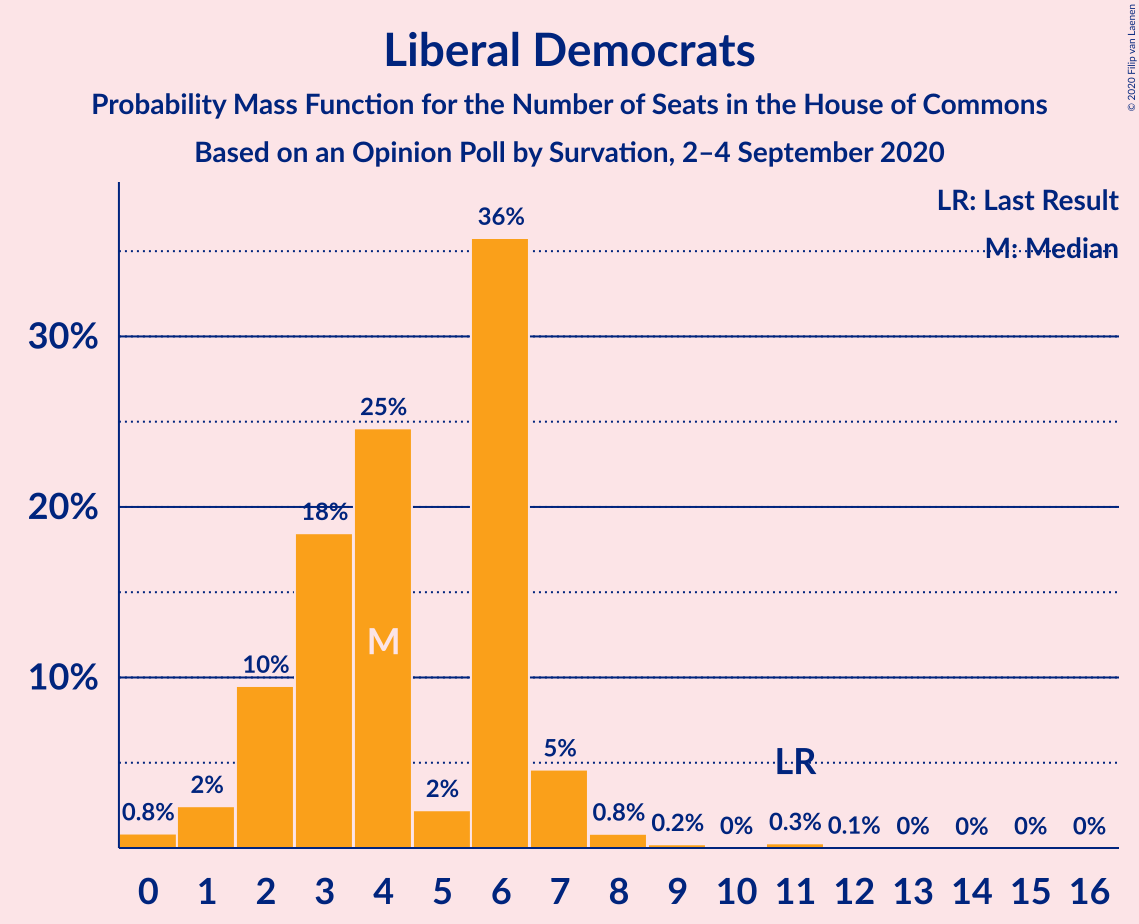 Liberal Democrats
Probability Mass Function for the Number of Seats in the House of Commons
Based on an Opinion Poll by Survation, 2–4 September 2020
© 2020 Filip van Laenen
LR: Last Result
M: Median
36%
30%
25%
20%
18%
M
10%
10%
5%
LR
2%
2%
0.8%
0.8%
0.2%
0%
0.3%
0.1%
0%
0%
0%
0%
0 1 2 3 4 5 6 7 8 9 10 11 12 13 14 15 16